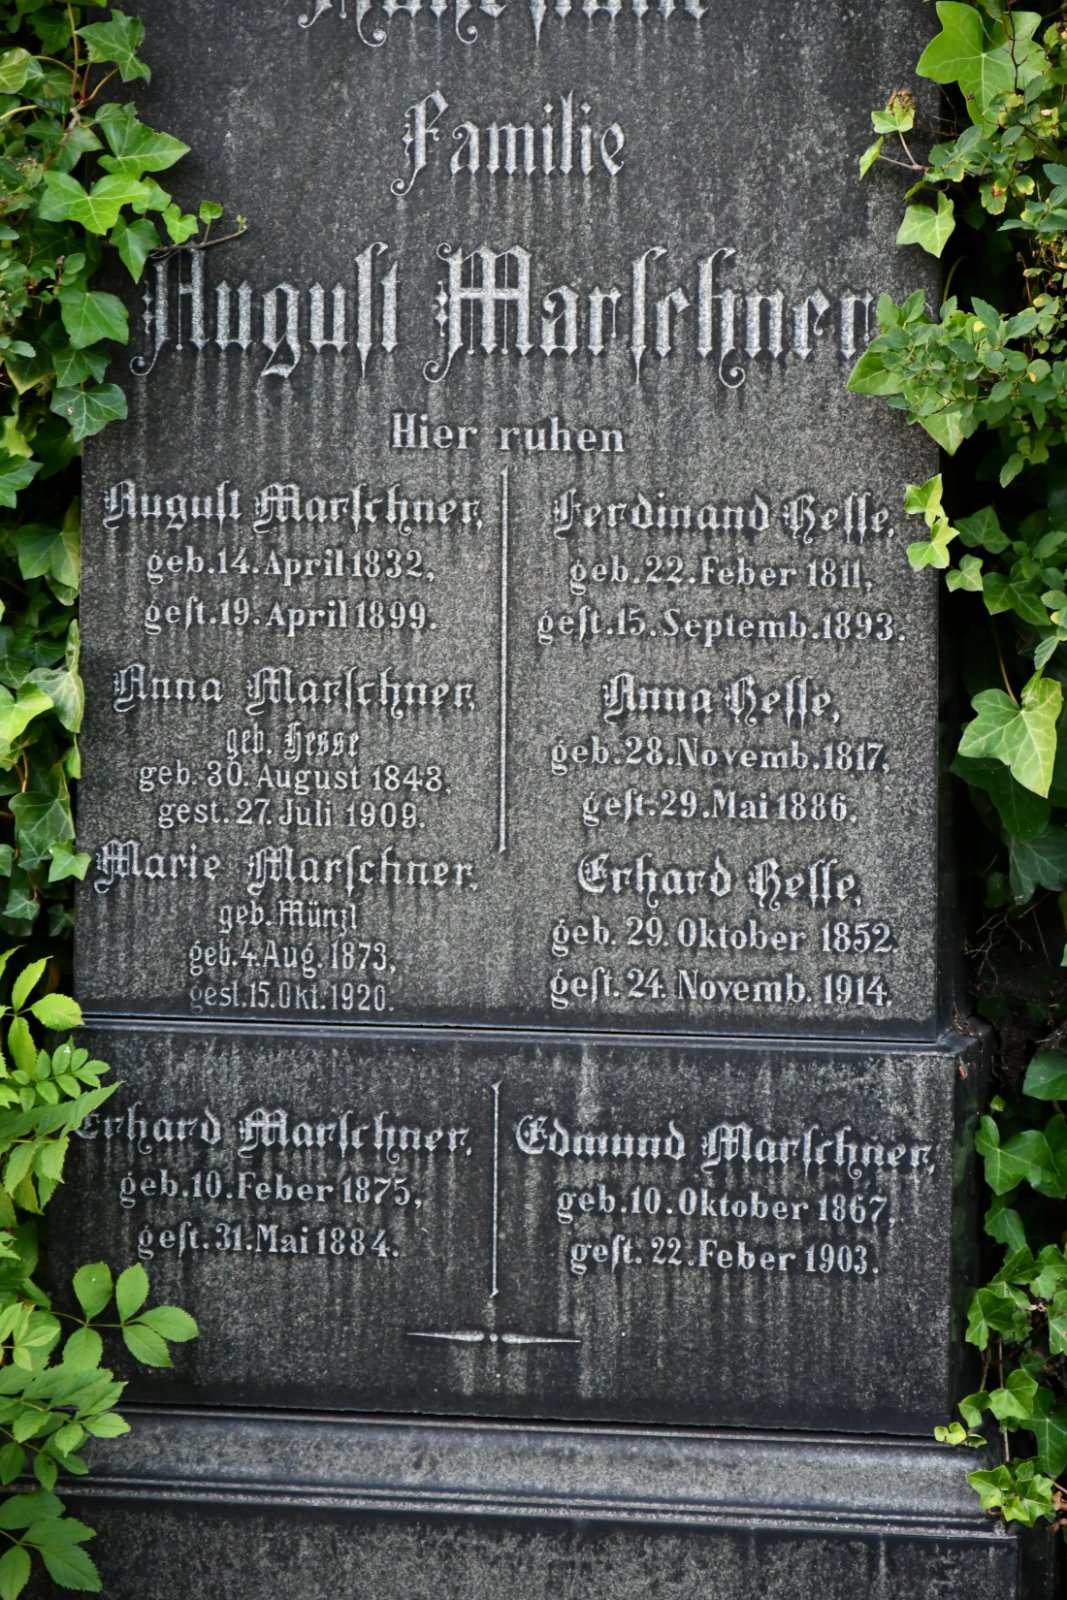 Ruhestätte
Familie
August Marschner
Hier ruhen
August Marschner,
geb. 14. April 1832,
gest. 19. April 1899.
Anna Marschner,
geb. Hesse
geb. 30. August 1843,
gest. 27. Juli 1909.
Marie Marschner,
geb. Münzl
geb. 4. Aug. 1873,
gest. 15. Okt. 1920.
Ferdinand Hesse,
geb. 22. Feber 1811,
gest. 15. Septemb. 1893.
Anna Hesse,
geb. 28. Novemb. 1817,
gest. 29. Mai 1886.
Erhard Hesse,
geb. 29. Oktober 1852.
gest. 24. Novemb. 1914.
Erhard Marschner,
geb. 10. Feber 1875,
gest. 31. Mai 1884.
Edmund Marschner,
geb. 10. Oktober 1867,
gest. 22. Feber 1903.